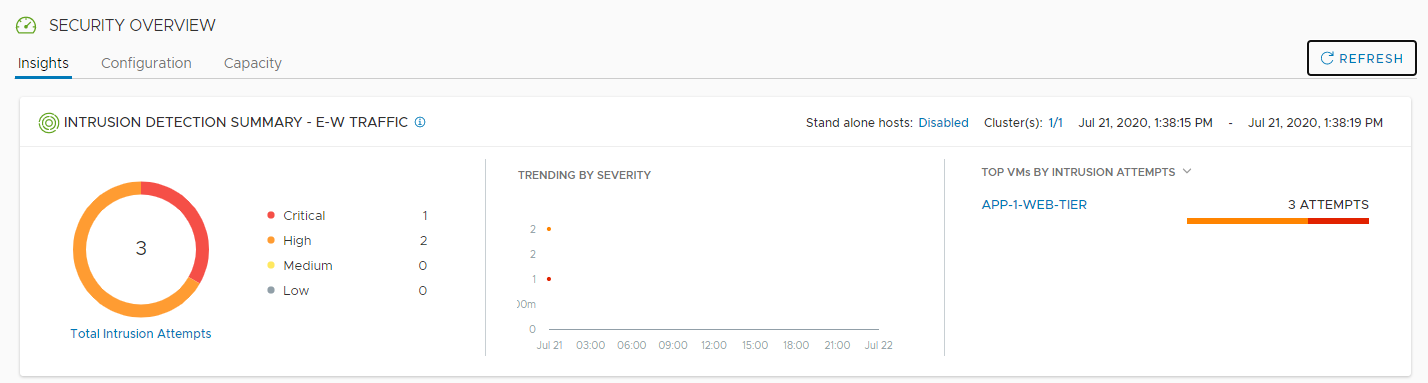 SECURITY OVERVIEW
Insights Configuration Capacity
REFRESH
INTRUSION DETECTION SUMMARY - E-W TRAFFIC
Stand alone hosts: Disabled Cluster(s): 1/1 Jul 21, 2020, 1:38:15 PM - Jul 21, 2020, 1:38:19 PM
3
Total Intrusion Attempts
Critical 1
High 2
Medium 0
Low 0
TRENDING BY SEVERITY
2
2
1
00m
0
Jul 21 03:00 06:00 09:00 12:00 15:00 18:00 21:00 Jul 22
TOP VMs BY INTRUSION ATTEMPTS
APP-1-WEB-TIER 3 ATTEMPTS